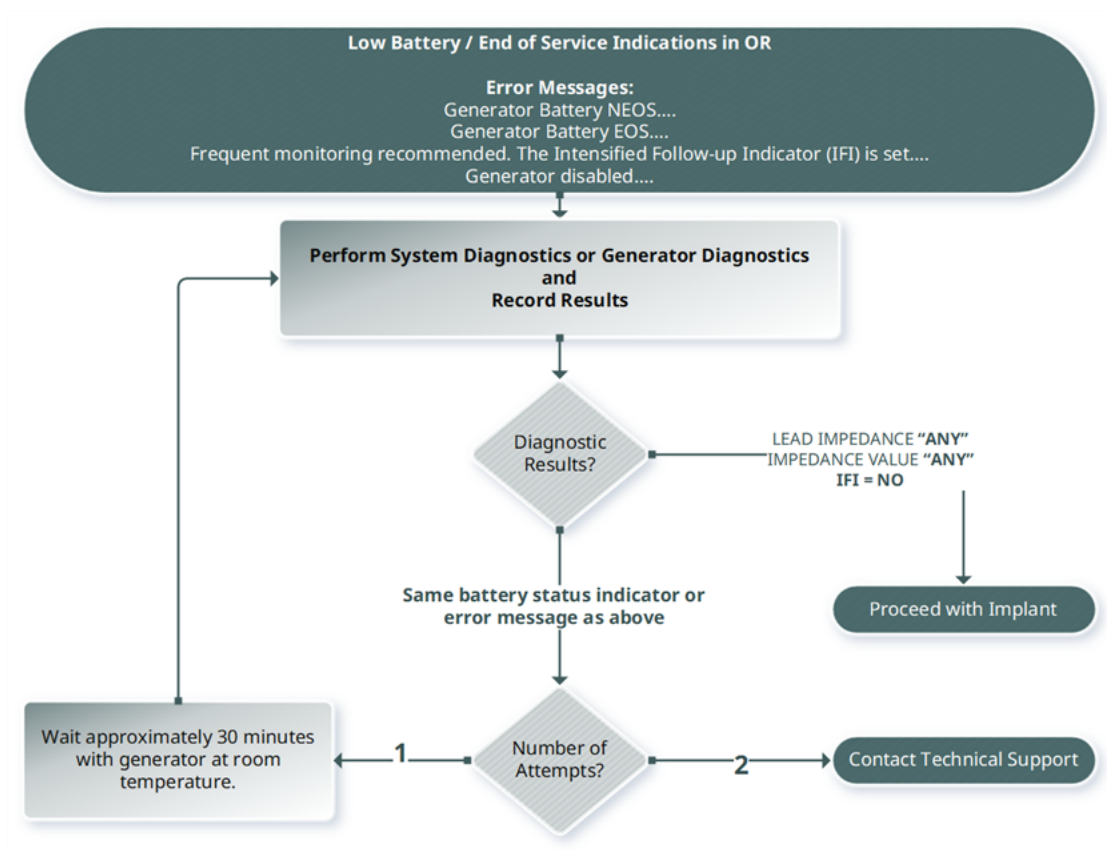 Low Battery / End of Service Indications in OR
Error Messages:
Generator Battery NEOS....
Generator Battery EOS....
Frequent monitoring recommended. The Intensified Follow-up Indicator (IFI) is set....
Generator disabled....
Perform System Diagnostics or Generator Diagnostics
and
Record Results
Diagnostic
Results?
LEAD IMPEDANCE “ANY”
IMPEDANCE VALUE “ANY”
IFI = NO
Same battery status indicator or
error message as above
Proceed with Implant
Wait approximately 30 minutes
with generator at room
temperature.
1
Number of
Attempts?
2
Contact Technical Support